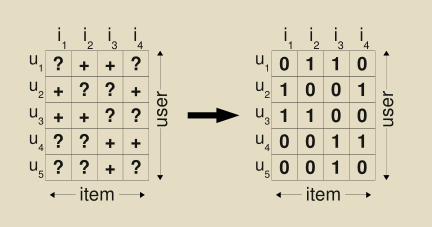 i1 i2 i3 i4
u1 ? + + ?
u2 + ? ? +
u3 + + ? ?
u4 ? ? + +
u5 ? ? + ?
user
item
i1 i2 i3 i4
u1 0 1 1 0
u2 1 0 0 1
u3 1 1 0 0
u4 0 0 1 1
u5 0 0 1 0
user
item